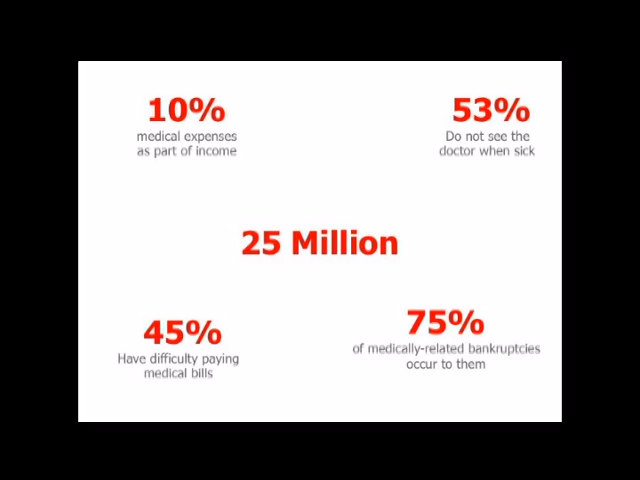 10%
medical expenses
as part of income
53%
Do not see the
doctor when sick
25 Million
45%
Have difficulty paying
medical bills
75%
of medically-related bankruptcies
occur to them